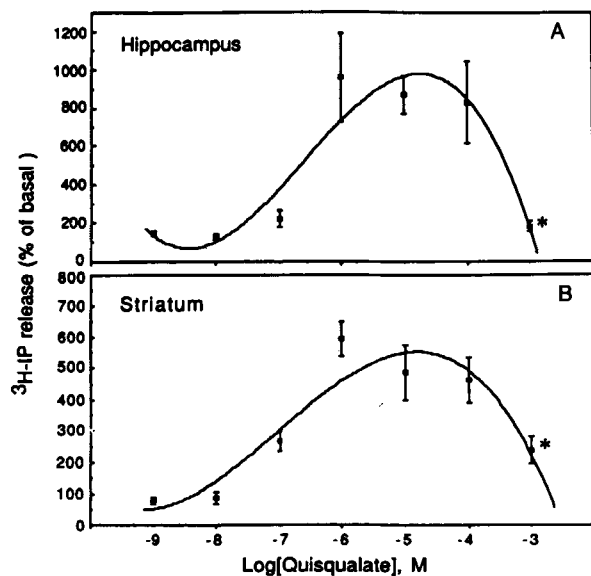 ³H-IP release (% of basal )
1200
1000
800
600
400
200
0
Hippocampus
A
*
800
700
600
500
400
300
200
100
0
Striatum
B
*
-9 -8 -7 -6 -5 -4 -3
Log[Quisqualate], M